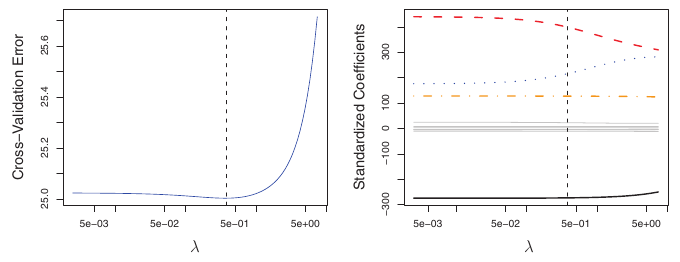 Cross−Validation Error
25.0 25.2 25.4 25.6
5e−03 5e−02 5e−01 5e+00
λ
Standardized Coefficients
−300 −100 0 100 300
5e−03 5e−02 5e−01 5e+00
λ